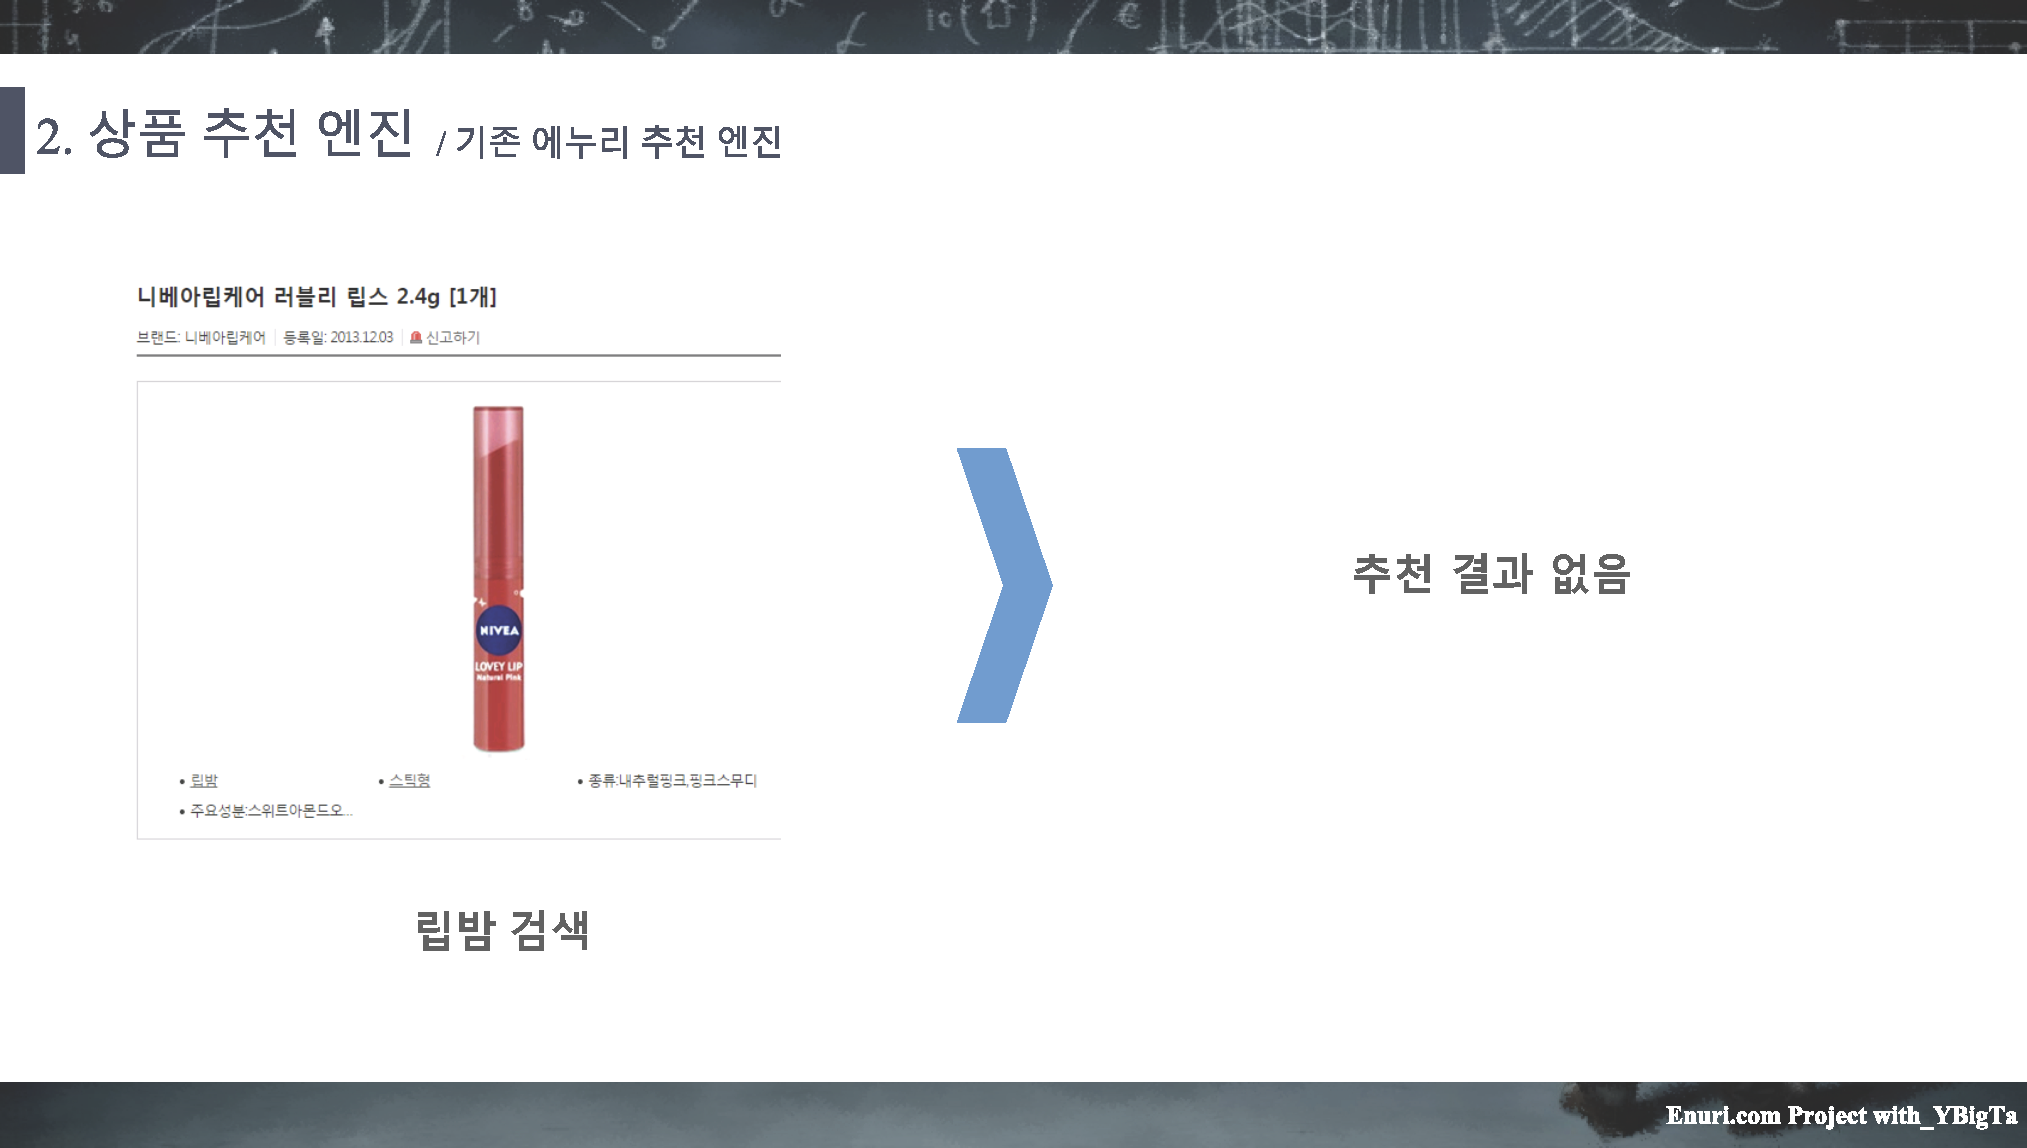 2. 상품 추천 엔진 / 기존 에누리 추천 엔진
니베아립케어 러블리 립스 2.4g [1개]
브랜드: 니베아립케어 등록일: 2013.12.03 신고하기
NIVEA
LOVEY LIP
Natural Pink
• 립밤 • 스틱형 • 종류:내추럴핑크,핑크스무디
• 주요성분:스위트아몬드오...
추천 결과 없음
립밤 검색
Enuri.com Project with_YBigTa